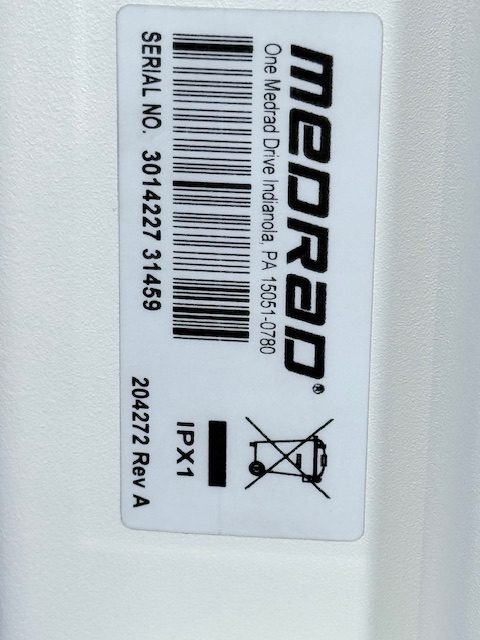 MEDRAD®
One Medrad Drive Indianola, PA 15051-0780
SERIAL NO. 3014227 31459
IPX1
204272 Rev A